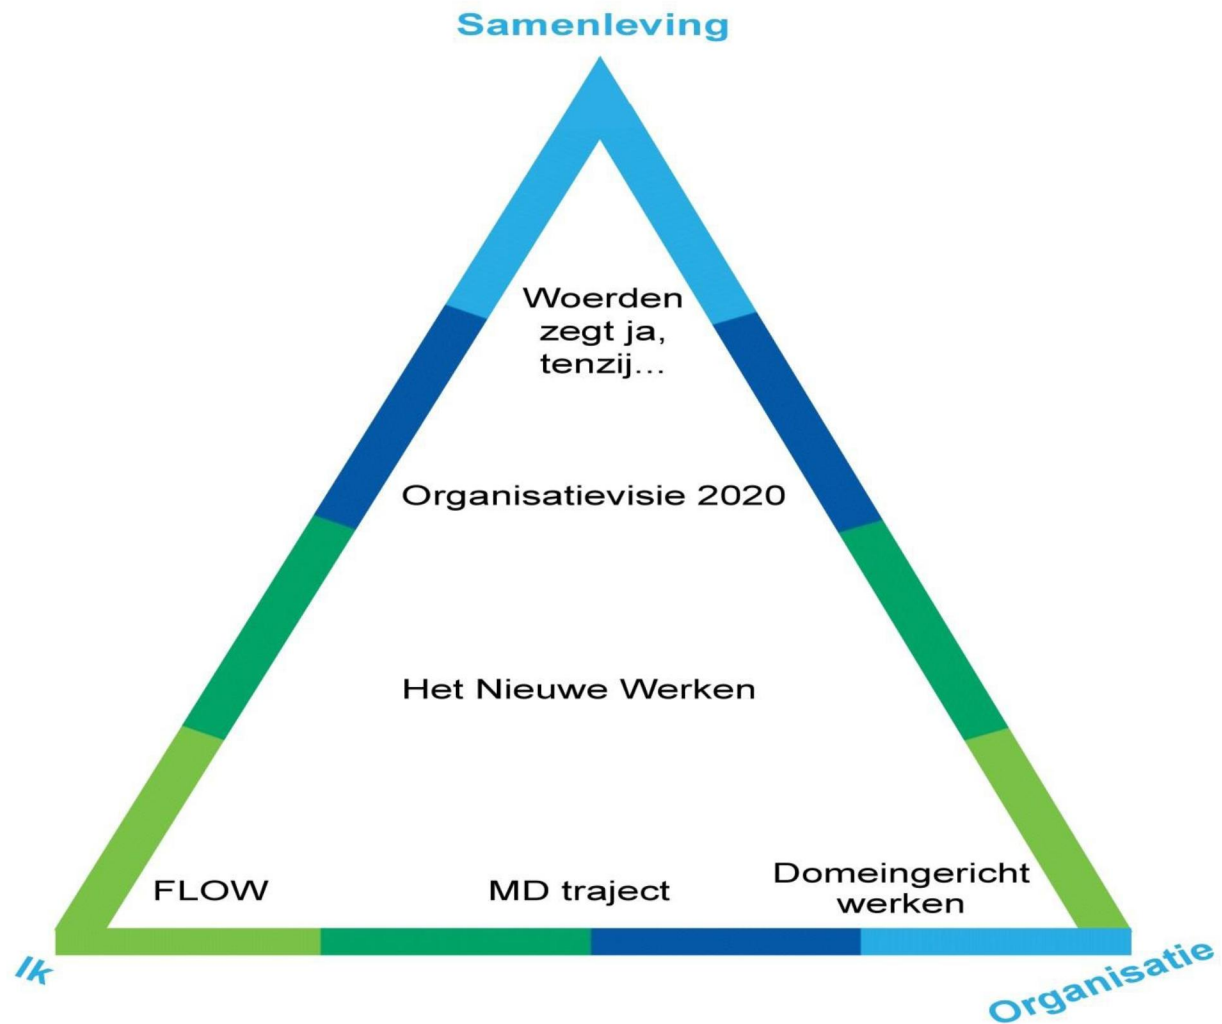 Samenleving
Woerden
zegt ja,
tenzij...
Organisatievisie 2020
Het Nieuwe Werken
FLOW
MD traject
Domeingericht
werken
Ik
Organisatie